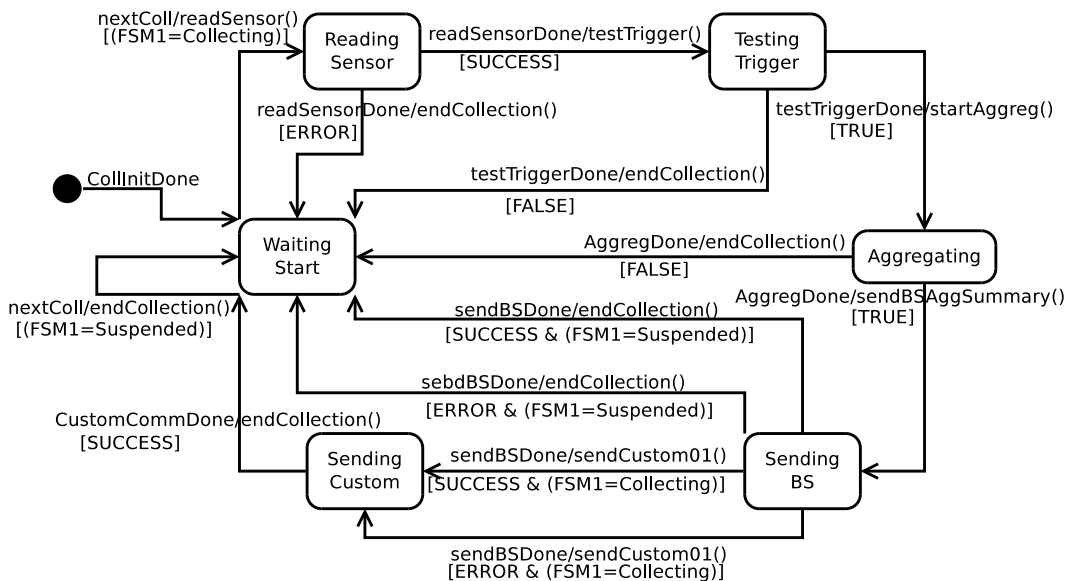 nextColl/readSensor()
[(FSM1=Collecting)]
Reading
Sensor
readSensorDone/testTrigger()
[SUCCESS]
Testing
Trigger
readSensorDone/endCollection()
[ERROR]
testTriggerDone/startAggreg()
[TRUE]
CollInitDone
testTriggerDone/endCollection()
[FALSE]
Waiting
Start
AggregDone/endCollection()
[FALSE]
Aggregating
nextColl/endCollection()
[(FSM1=Suspended)]
AggregDone/sendBSAggSummary()
[TRUE]
sendBSDone/endCollection()
[SUCCESS & (FSM1=Suspended)]
sebdBSDone/endCollection()
[ERROR & (FSM1=Suspended)]
CustomCommDone/endCollection()
[SUCCESS]
Sending
Custom
sendBSDone/sendCustom01()
[SUCCESS & (FSM1=Collecting)]
Sending
BS
sendBSDone/sendCustom01()
[ERROR & (FSM1=Collecting)]